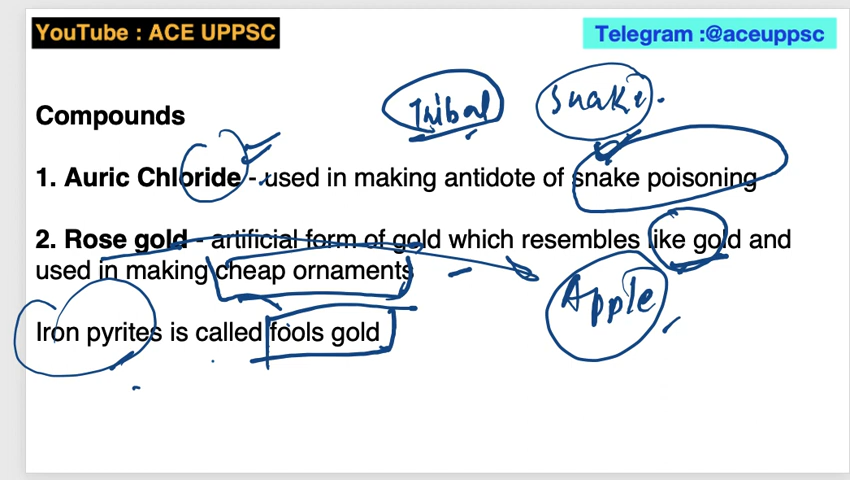 YouTube : ACE UPPSC
Telegram :@aceuppsc
Tribal
Snake.
Compounds
1. Auric Chloride - used in making antidote of snake poisoning
2. Rose gold - artificial form of gold which resembles like gold and
used in making cheap ornaments
Apple
Iron pyrites is called fools gold